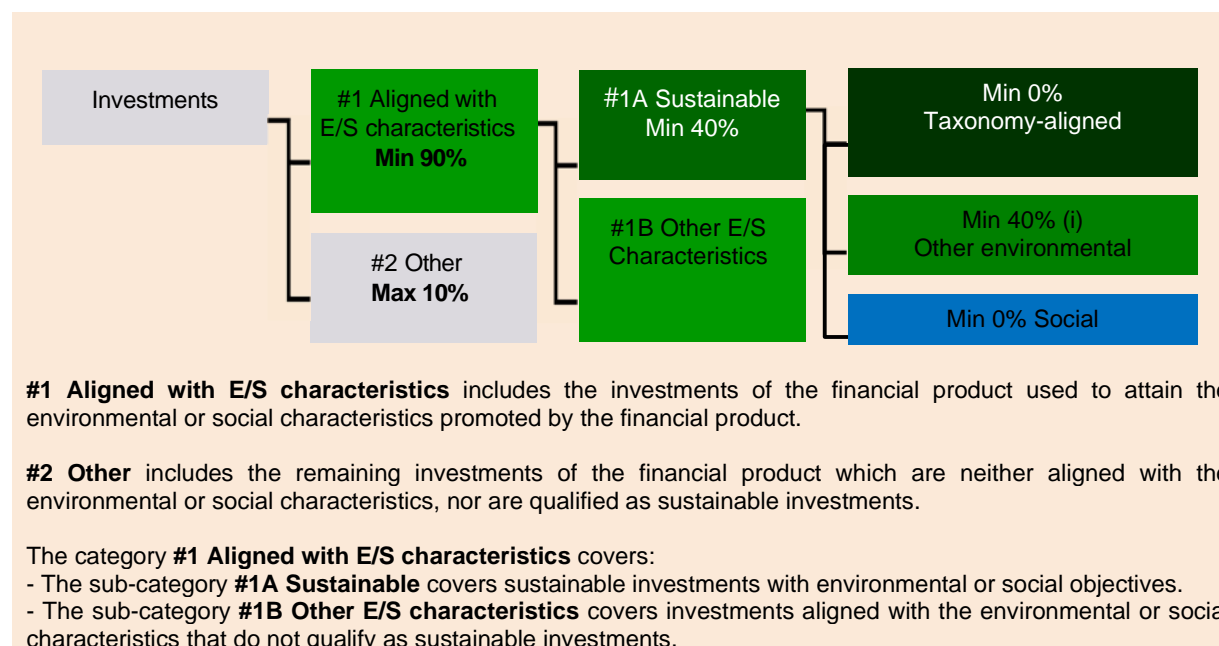 Investments
#1 Aligned with
E/S characteristics
Min 90%
#2 Other
Max 10%
#1A Sustainable
Min 40%
#1B Other E/S
Characteristics
Min 0%
Taxonomy-aligned
Min 40% (i)
Other environmental
Min 0% Social
#1 Aligned with E/S characteristics includes the investments of the financial product used to attain the
environmental or social characteristics promoted by the financial product.
#2 Other includes the remaining investments of the financial product which are neither aligned with the
environmental or social characteristics, nor are qualified as sustainable investments.
The category #1 Aligned with E/S characteristics covers:
- The sub-category #1A Sustainable covers sustainable investments with environmental or social objectives.
- The sub-category #1B Other E/S characteristics covers investments aligned with the environmental or social
characteristics that do not qualify as sustainable investments.